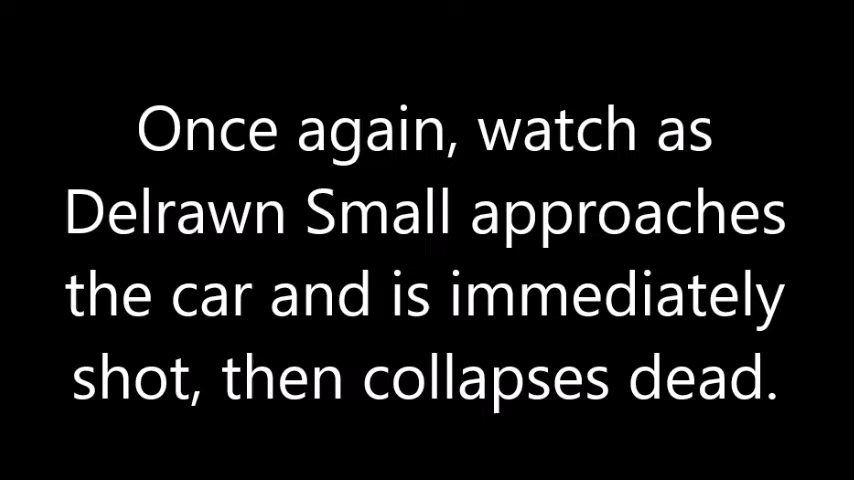 Once again, watch as
Delrawn Small approaches
the car and is immediately
shot, then collapses dead.